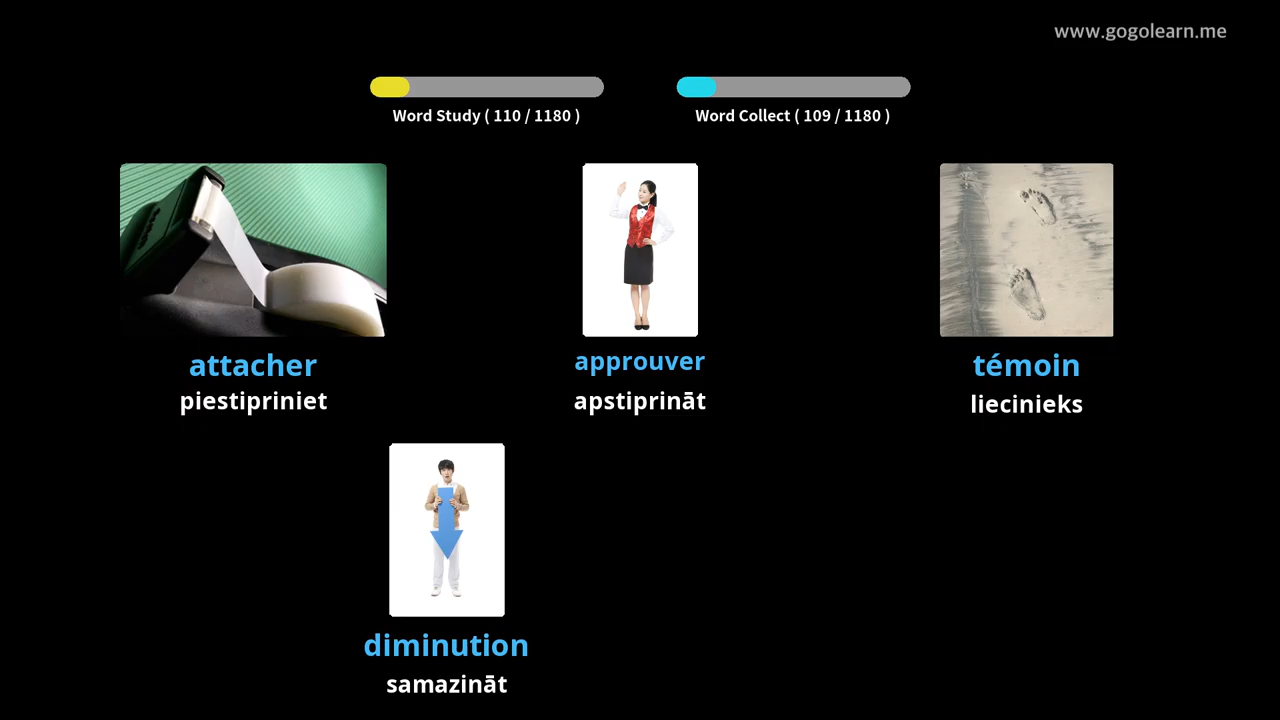 www.gogolearn.me
Word Study ( 110 / 1180 )
Word Collect ( 109 / 1180 )
attacher
piestipriniet
approuver
apstiprināt
témoin
liecinieks
diminution
samazināt